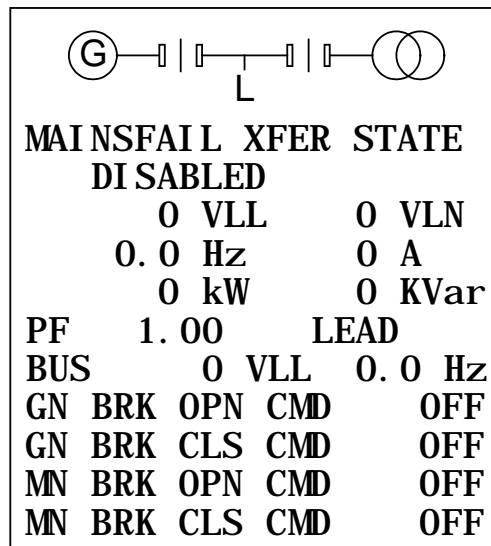 G
L
MAINSFAIL XFER STATE
DISABLED
0 VLL 0 VLN
0.0 Hz 0 A
0 kW 0 KVar
PF 1.00 LEAD
BUS 0 VLL 0.0 Hz
GN BRK OPN CMD OFF
GN BRK CLS CMD OFF
MN BRK OPN CMD OFF
MN BRK CLS CMD OFF